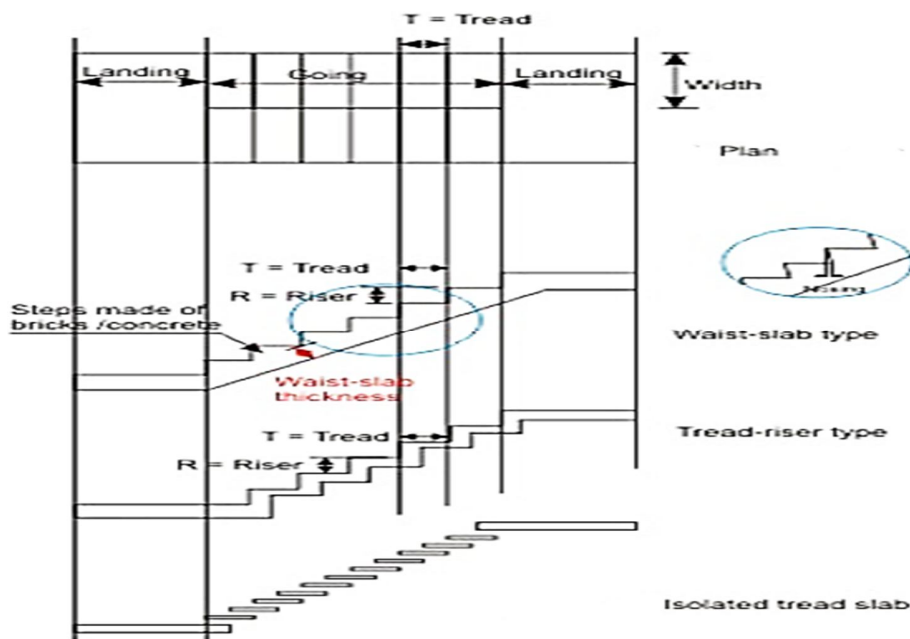 T = Tread
Landing
Going
Landing
Width
Plan
T = Tread
R = Riser
Nosing
Steps made of
bricks /concrete
Waist-slab type
Waist-slab
thickness
T = Tread
Tread-riser type
R = Riser
Isolated tread slab